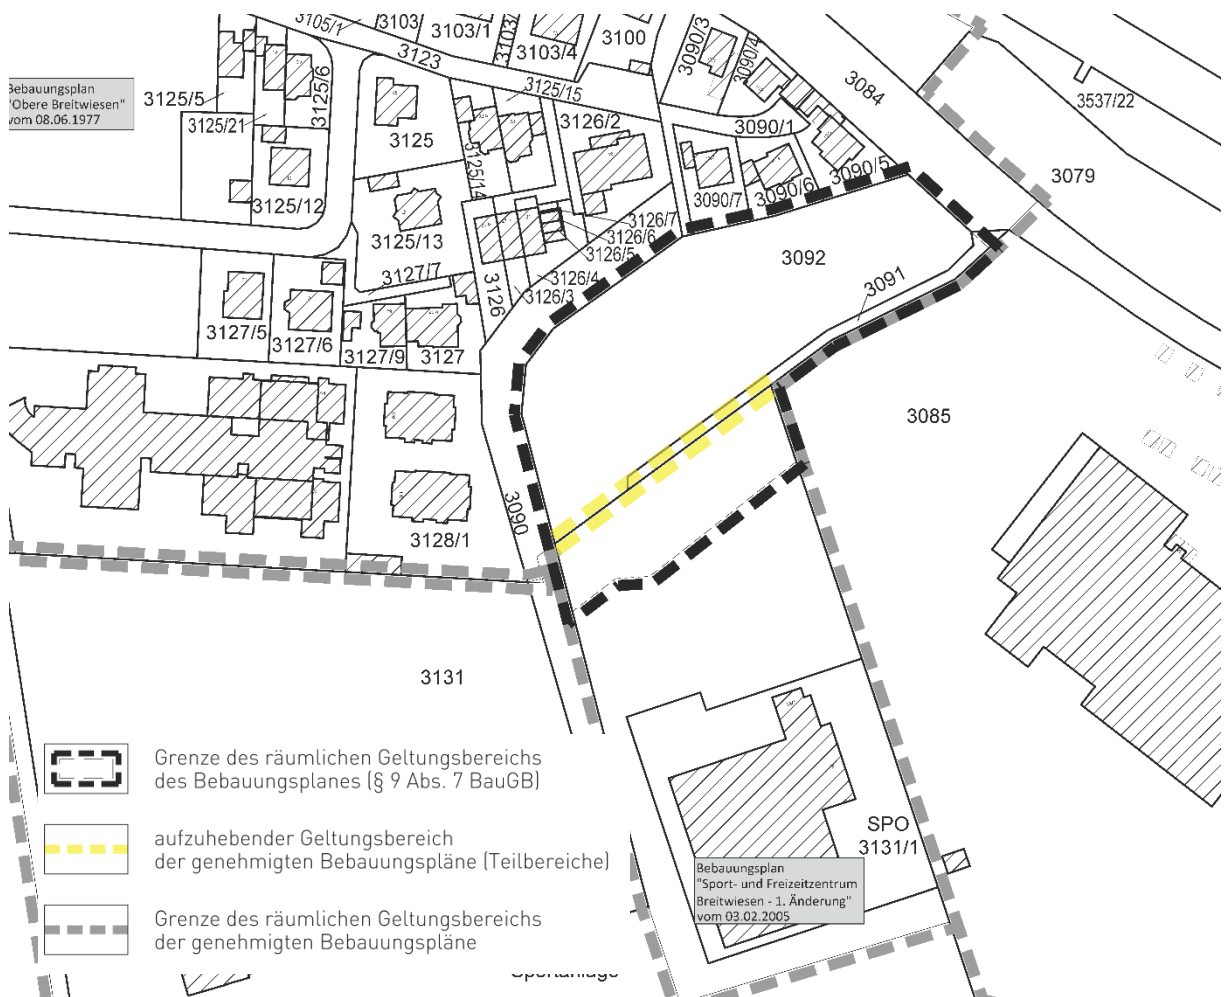 3105/1
3103
3103/1
3103/
3103/4
3100
3090/3
3090/4
3123
3084
3537/22
Bebauungsplan
"Obere Breitwiesen"
vom 08.06.1977
3125/5
3125/21
3125/6
3125/15
3125
3126/2
3090/1
3079
3125/12
3125/14
3090/7
3090/6
3090/5
3125/13
3126/7
3126/6
3126/5
3126/4
3126/3
3127/7
3126
3092
3091
3127/5
3127/6
3127/9
3127
3085
3090
3128/1
3131
Grenze des räumlichen Geltungsbereichs
des Bebauungsplanes (§ 9 Abs. 7 BauGB)
aufzuhebender Geltungsbereich
der genehmigten Bebauungspläne (Teilbereiche)
Grenze des räumlichen Geltungsbereichs
der genehmigten Bebauungspläne
SPO
3131/1
Bebauungsplan
"Sport- und Freizeitzentrum
Breitwiesen - 1. Änderung"
vom 03.02.2005
Sportanlage